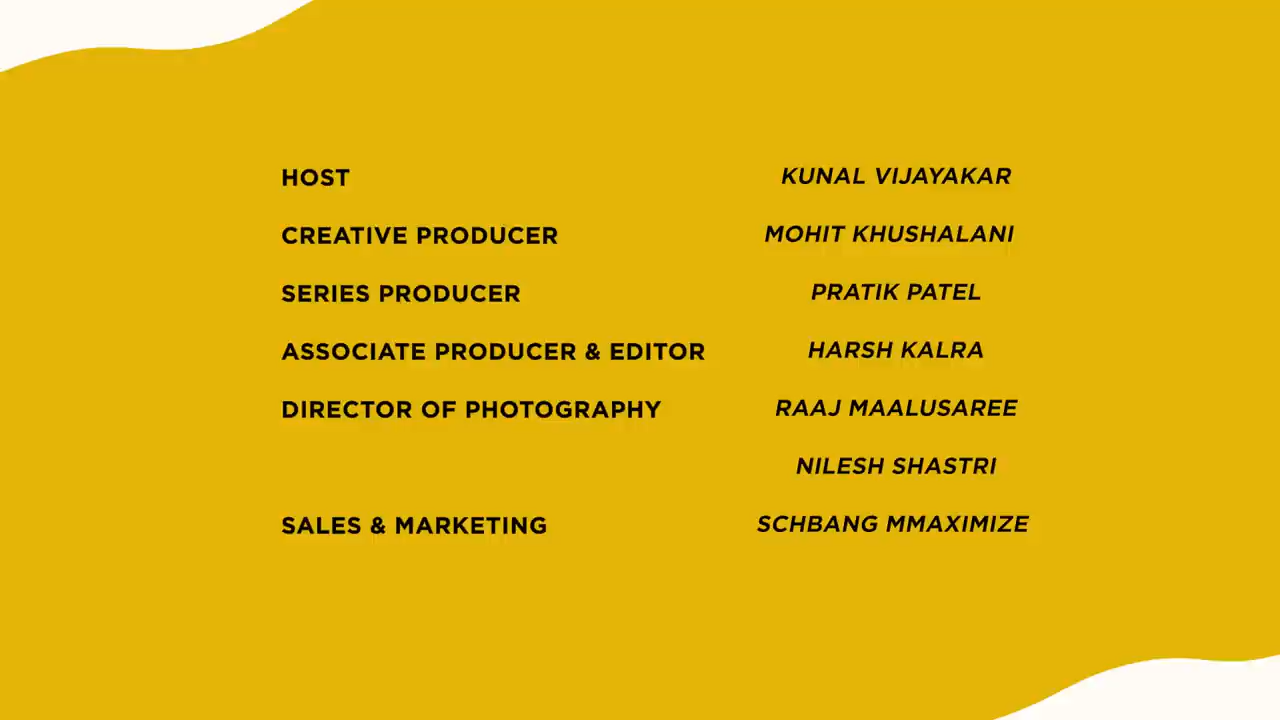 HOST KUNAL VIJAYAKAR
CREATIVE PRODUCER MOHIT KHUSHALANI
SERIES PRODUCER PRATIK PATEL
ASSOCIATE PRODUCER & EDITOR HARSH KALRA
DIRECTOR OF PHOTOGRAPHY RAAJ MAALUSAREE
NILESH SHASTRI
SALES & MARKETING SCHBANG MMAXIMIZE